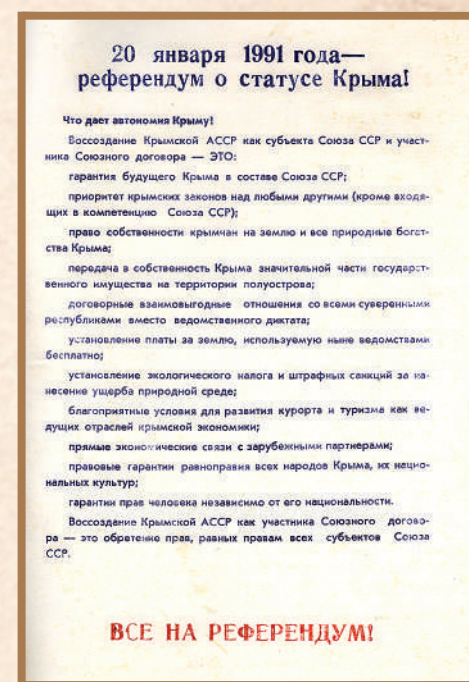 20 января 1991 года—
референдум о статусе Крыма!
Что дает автономия Крыму!
Воссоздание Крымской АССР как субъекта Союза ССР и участ-
ника Союзного договора — ЭТО:
гарантия будущего Крыма в составе Союза ССР;
приоритет крымских законов над любыми другими (кроме входя-
щих в компетенцию Союза ССР);
право собственности крымчан на землю и все природные богат-
ства Крыма;
передача в собственность Крыма значительной части государст-
венного имущества на территории полуострова;
договорные взаимовыгодные отношения со всеми суверенными
республиками вместо ведомственного диктата;
установление платы за землю, используемую ныне ведомствами
бесплатно;
установление экологического налога и штрафных санкций за на-
несение ущерба природной среде;
благоприятные условия для развития курорта и туризма как ве-
дущих отраслей крымской экономики;
прямые экономические связи с зарубежными партнерами;
правовые гарантии равноправия всех народов Крыма, их нацио-
нальных культур;
гарантии прав человека независимо от его национальности.
Воссоздание Крымской АССР как участника Союзного догово-
ра — это обретение прав, равных правам всех субъектов Союза
ССР.
ВСЕ НА РЕФЕРЕНДУМ!